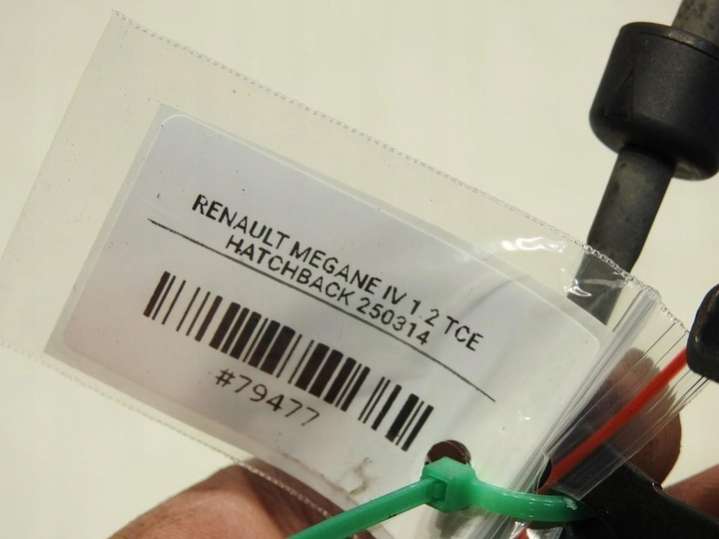 RENAULT MEGANE IV 1.2 TCE
HATCHBACK 250314
#79477